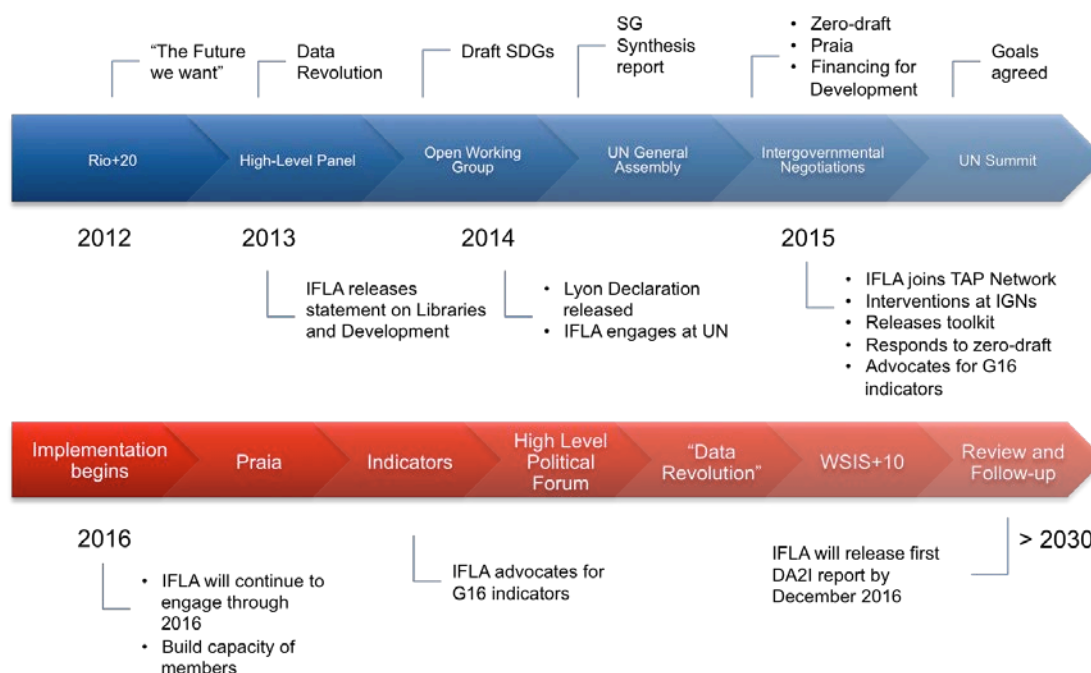 “The Future
we want”
Data
Revolution
Draft SDGs
SG
Synthesis
report
• Zero-draft
• Praia
• Financing for
Development
Goals
agreed
Rio+20
High-Level Panel
Open Working
Group
UN General
Assembly
Intergovernmental
Negotiations
UN Summit
2012
2013
2014
2015
IFLA releases
statement on Libraries
and Development
• Lyon Declaration
released
• IFLA engages at UN
• IFLA joins TAP Network
• Interventions at IGNs
• Releases toolkit
• Responds to zero-draft
• Advocates for G16
indicators
Implementation
begins
Praia
Indicators
High Level
Political
Forum
“Data
Revolution”
WSIS+10
Review and
Follow-up
2016
> 2030
• IFLA will continue to
engage through
2016
• Build capacity of
members
IFLA advocates for
G16 indicators
IFLA will release first
DA2I report by
December 2016